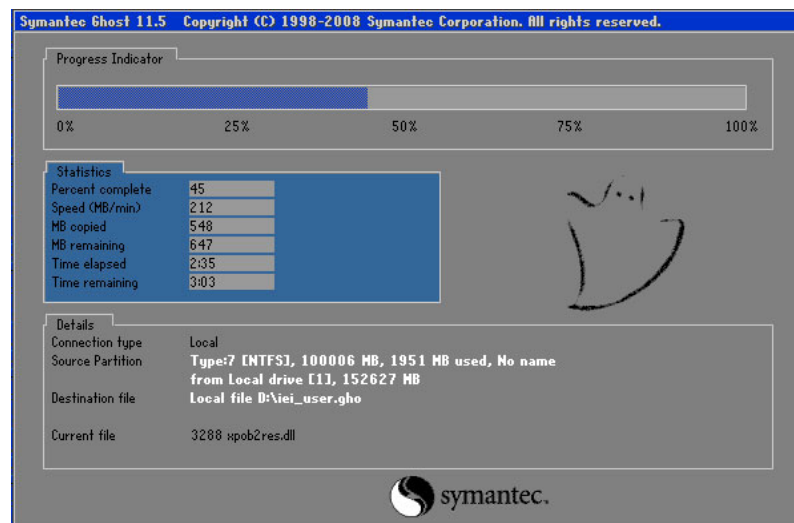 Symantec Ghost 11.5 Copyright (C) 1998-2008 Symantec Corporation. All rights reserved.
Progress Indicator
0% 25% 50% 75% 100%
Statistics
Percent complete 45
Speed (MB/min) 212
MB copied 548
MB remaining 647
Time elapsed 2:35
Time remaining 3:03
Details
Connection type Local
Source Partition Type:7 [NTFS], 100006 MB, 1951 MB used, No name
from Local drive [1], 152627 MB
Destination file Local file D:\iei_user.gho
Current file 3288 xpob2res.dll
symantec.